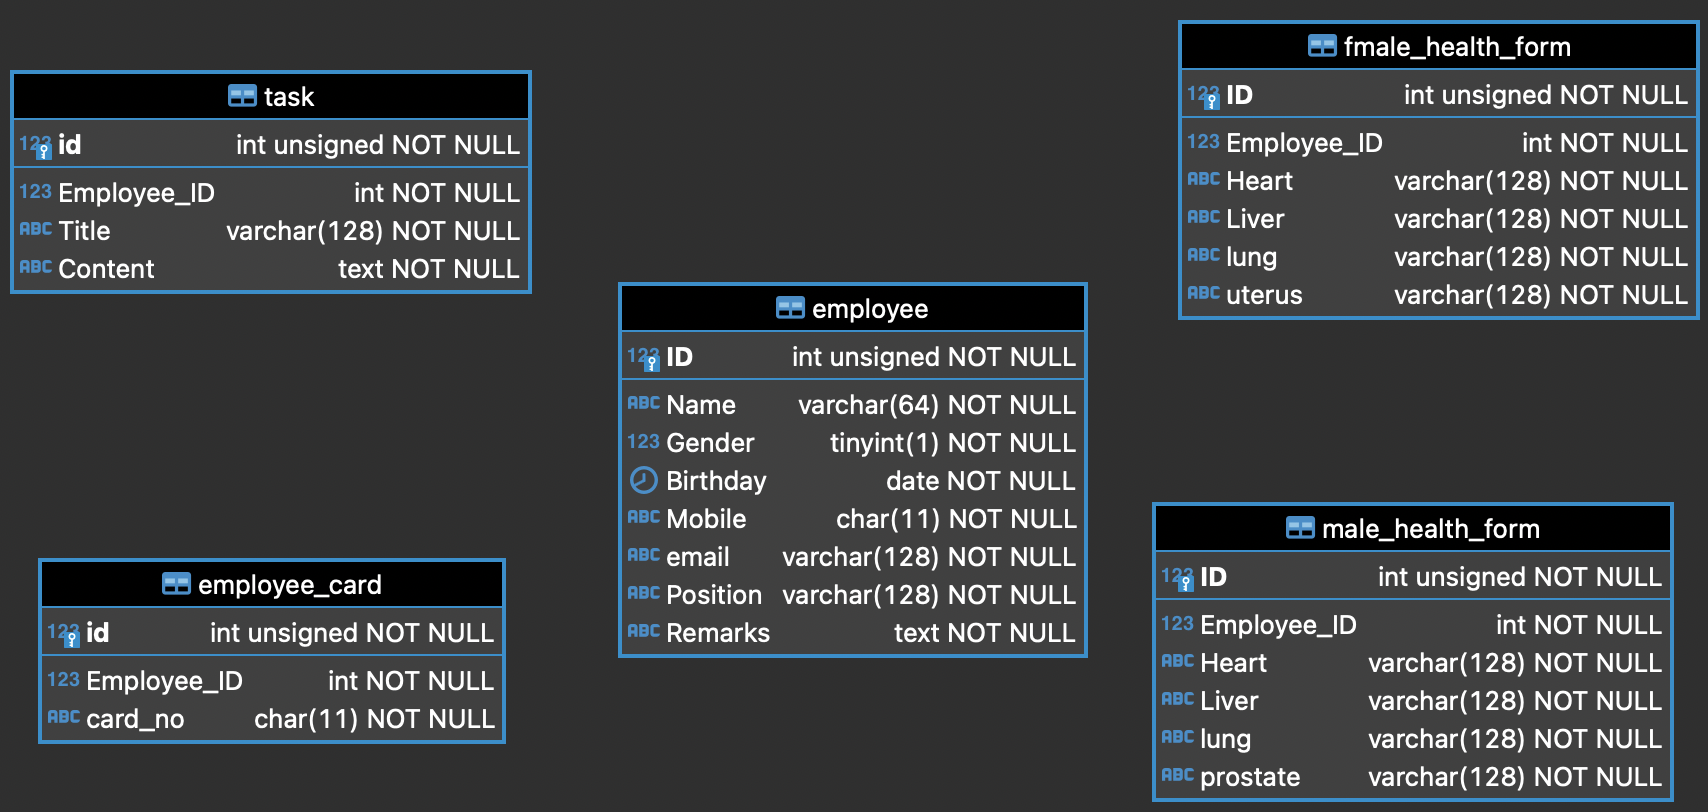 task
123 id int unsigned NOT NULL
123 Employee_ID int NOT NULL
ABC Title varchar(128) NOT NULL
ABC Content text NOT NULL
employee_card
123 id int unsigned NOT NULL
123 Employee_ID int NOT NULL
ABC card_no char(11) NOT NULL
employee
123 ID int unsigned NOT NULL
ABC Name varchar(64) NOT NULL
123 Gender tinyint(1) NOT NULL
Birthday date NOT NULL
ABC Mobile char(11) NOT NULL
ABC email varchar(128) NOT NULL
ABC Position varchar(128) NOT NULL
ABC Remarks text NOT NULL
fmale_health_form
123 ID int unsigned NOT NULL
123 Employee_ID int NOT NULL
ABC Heart varchar(128) NOT NULL
ABC Liver varchar(128) NOT NULL
ABC lung varchar(128) NOT NULL
ABC uterus varchar(128) NOT NULL
male_health_form
123 ID int unsigned NOT NULL
123 Employee_ID int NOT NULL
ABC Heart varchar(128) NOT NULL
ABC Liver varchar(128) NOT NULL
ABC lung varchar(128) NOT NULL
ABC prostate varchar(128) NOT NULL